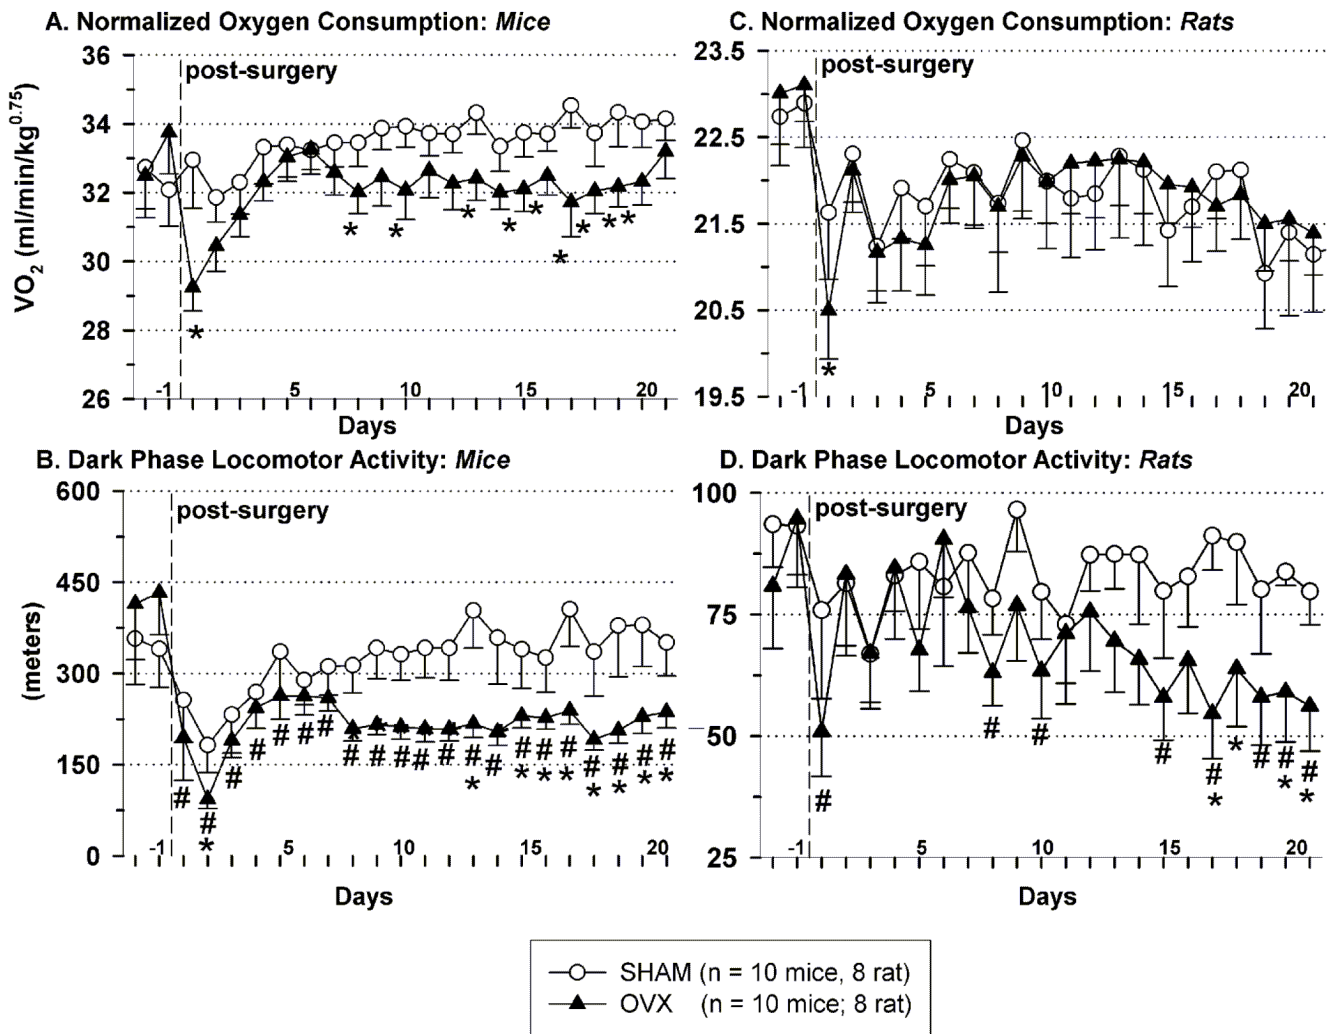 A. Normalized Oxygen Consumption: Mice
36
34
32
30
28
26
VO2 (ml/min/kg0.75)
post-surgery
* * * * * * * * * *
-1 5 10 15 20
Days
C. Normalized Oxygen Consumption: Rats
23.5
22.5
21.5
20.5
19.5
post-surgery
*
-1 5 10 15 20
Days
B. Dark Phase Locomotor Activity: Mice
600
450
300
150
0
(meters)
post-surgery
# # # # # # # # # # # # # # # # # # # # #
* * * * * * * *
-1 5 10 15 20
Days
D. Dark Phase Locomotor Activity: Rats
100
75
50
25
post-surgery
# # # # # * # # #
* * *
-1 5 10 15 20
Days
SHAM (n = 10 mice, 8 rat)
OVX (n = 10 mice; 8 rat)